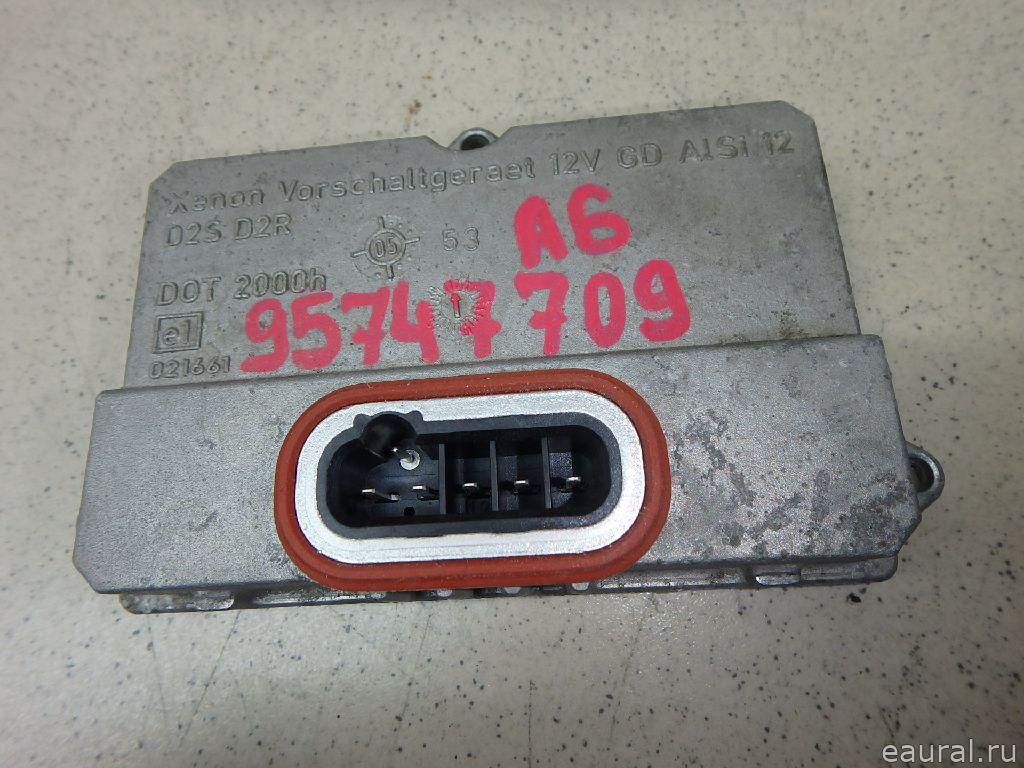 Xenon Vorschaltgeraet 12V GD AlSi 12
D2S D2R
05
53
A6
DOT 2000h
e1
95747709
021661
eaural.ru